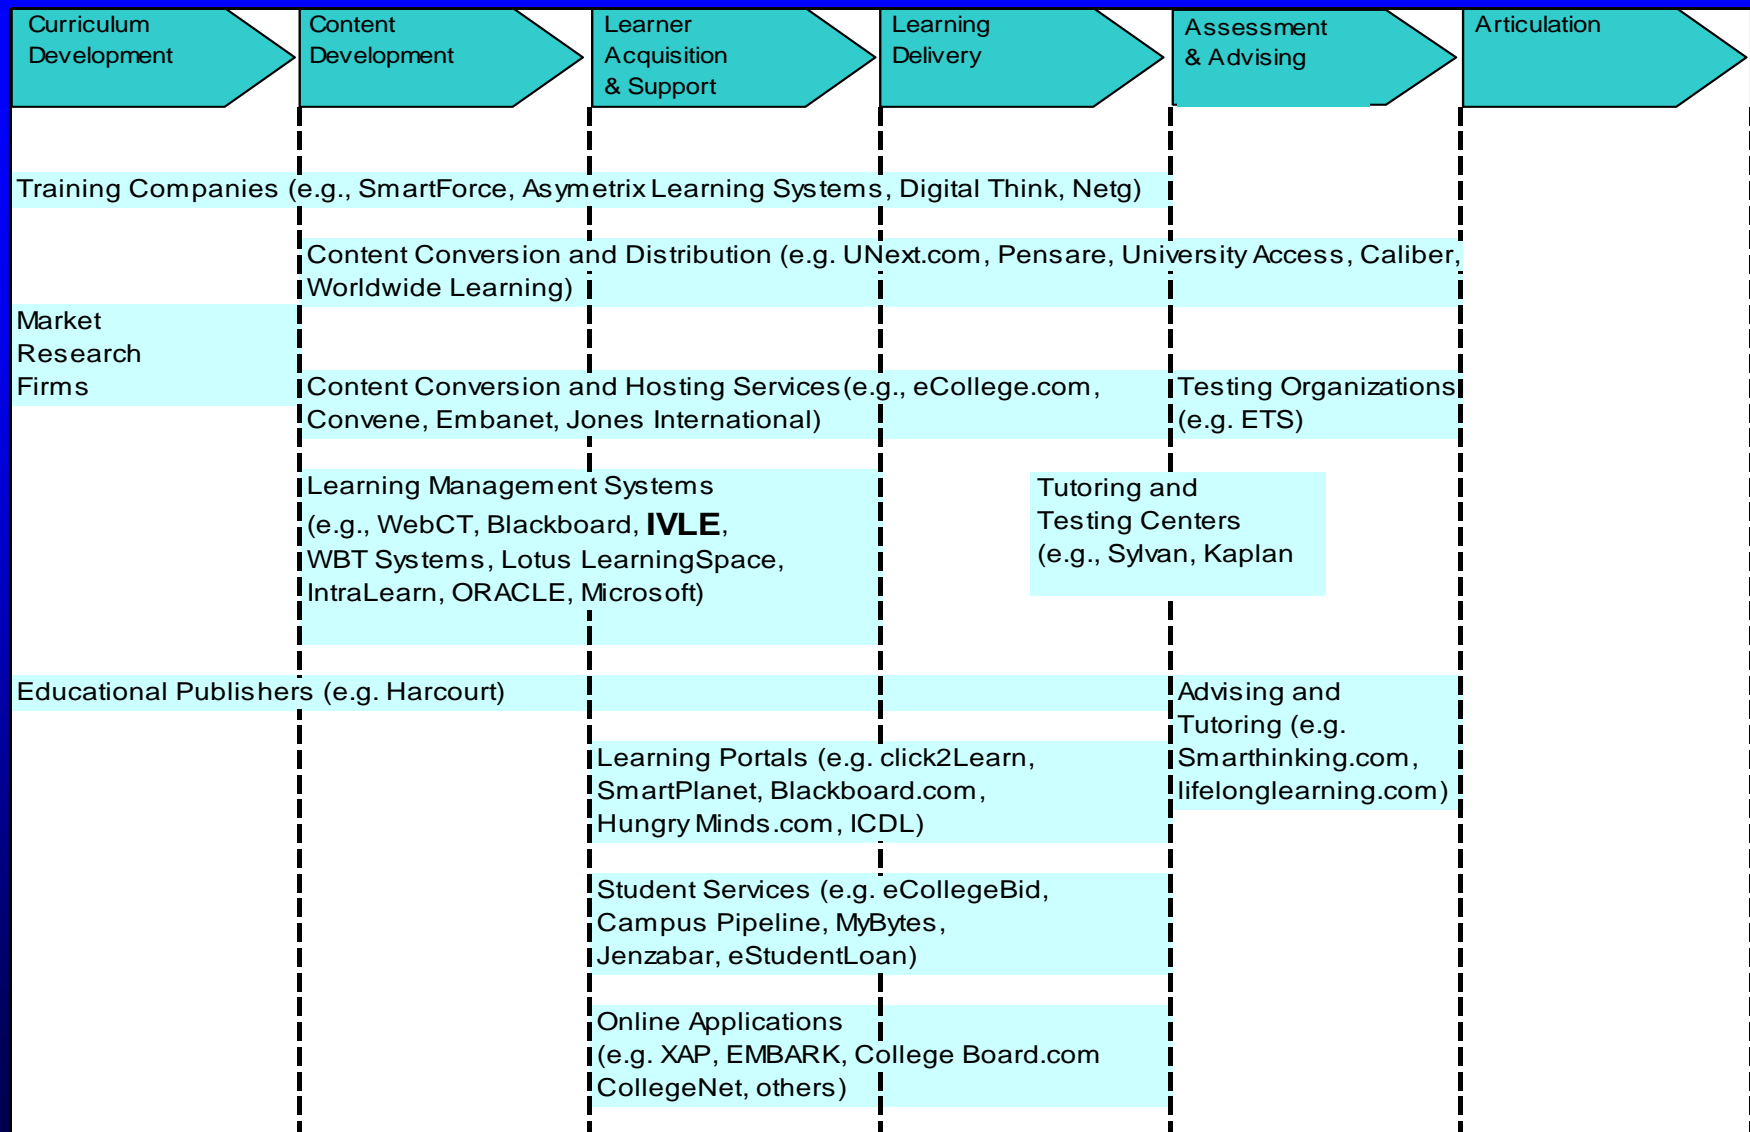 Curriculum
Development
Content
Development
Learner
Acquisition
& Support
Learning
Delivery
Assessment
& Advising
Articulation
Training Companies (e.g., SmartForce, Asymetrix Learning Systems, Digital Think, Netg)
Content Conversion and Distribution (e.g. UNext.com, Pensare, University Access, Caliber,
Worldwide Learning)
Market
Research
Firms
Content Conversion and Hosting Services(e.g., eCollege.com,
Convene, Embanet, Jones International)
Testing Organizations
(e.g. ETS)
Learning Management Systems
(e.g., WebCT, Blackboard, IVLE,
WBT Systems, Lotus LearningSpace,
IntraLearn, ORACLE, Microsoft)
Tutoring and
Testing Centers
(e.g., Sylvan, Kaplan
Educational Publishers (e.g. Harcourt)
Advising and
Tutoring (e.g.
Smarthinking.com,
lifelonglearning.com)
Learning Portals (e.g. click2Learn,
SmartPlanet, Blackboard.com,
Hungry Minds.com, ICDL)
Student Services (e.g. eCollegeBid,
Campus Pipeline, MyBytes,
Jenzabar, eStudentLoan)
Online Applications
(e.g. XAP, EMBARK, College Board.com
CollegeNet, others)